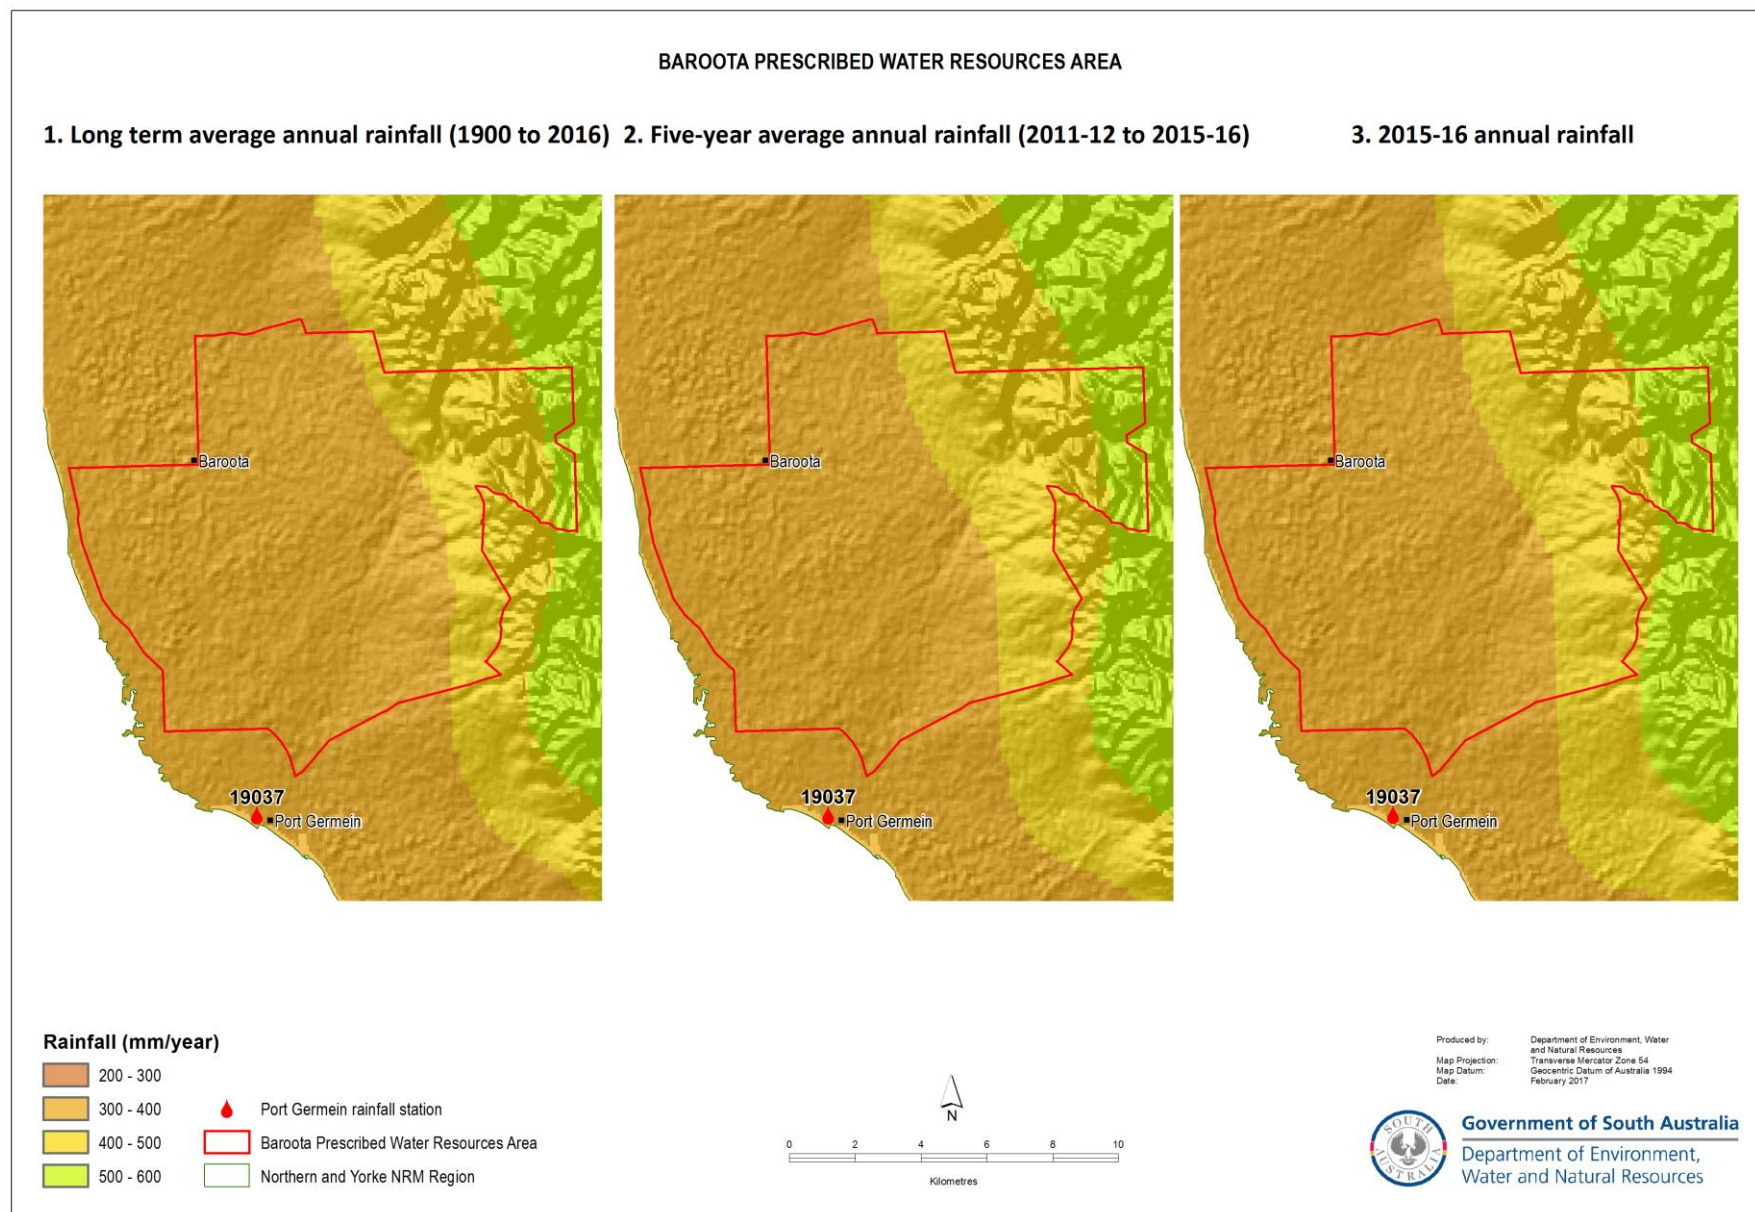 BAROOTA PRESCRIBED WATER RESOURCES AREA
1. Long term average annual rainfall (1900 to 2016)
2. Five-year average annual rainfall (2011-12 to 2015-16)
3. 2015-16 annual rainfall
Baroota
19037
Port Germein
Baroota
19037
Port Germein
Baroota
19037
Port Germein
Rainfall (mm/year)
200 - 300
300 - 400
400 - 500
500 - 600
Port Germein rainfall station
Baroota Prescribed Water Resources Area
Northern and Yorke NRM Region
N
0 2 4 6 8 10
Kilometres
Produced by: Department of Environment, Water
and Natural Resources
Map Projection: Transverse Mercator Zone 54
Map Datum: Geocentric Datum of Australia 1994
Date: February 2017
SOUTH
AUSTRALIA
Government of South Australia
Department of Environment,
Water and Natural Resources